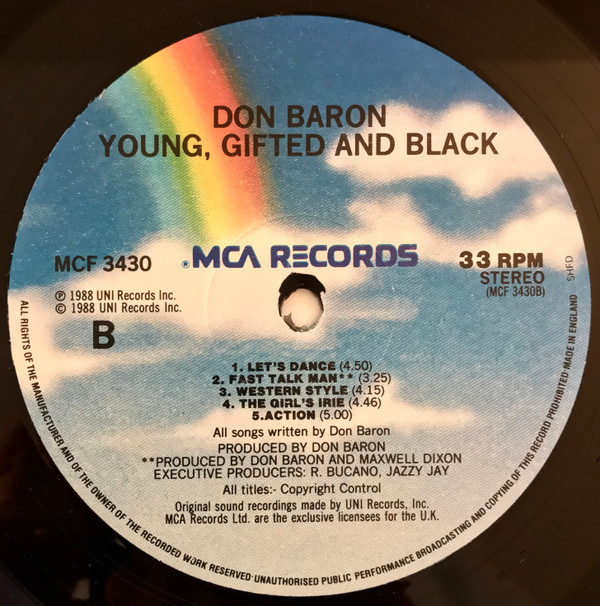 DON BARON
YOUNG, GIFTED AND BLACK
MCF 3430
® MCA RECORDS
33 RPM
STEREO
(MCF 3430B)
SHFD
℗ 1988 UNI Records Inc.
© 1988 UNI Records Inc.
B
1. LET'S DANCE (4.50)
2. FAST TALK MAN** (3.25)
3. WESTERN STYLE (4.15)
4. THE GIRL'S IRIE (4.46)
5.ACTION (5.00)
All songs written by Don Baron
PRODUCED BY DON BARON
**PRODUCED BY DON BARON AND MAXWELL DIXON
EXECUTIVE PRODUCERS: R. BUCANO, JAZZY JAY
All titles:- Copyright Control
Original sound recordings made by UNI Records, Inc.
MCA Records Ltd. are the exclusive licensees for the U.K.
ALL RIGHTS OF THE MANUFACTURER AND OF THE OWNER OF THE RECORDED WORK RESERVED·UNAUTHORISED PUBLIC PERFORMANCE BROADCASTING AND COPYING OF THIS RECORD PROHIBITED·MADE IN ENGLAND